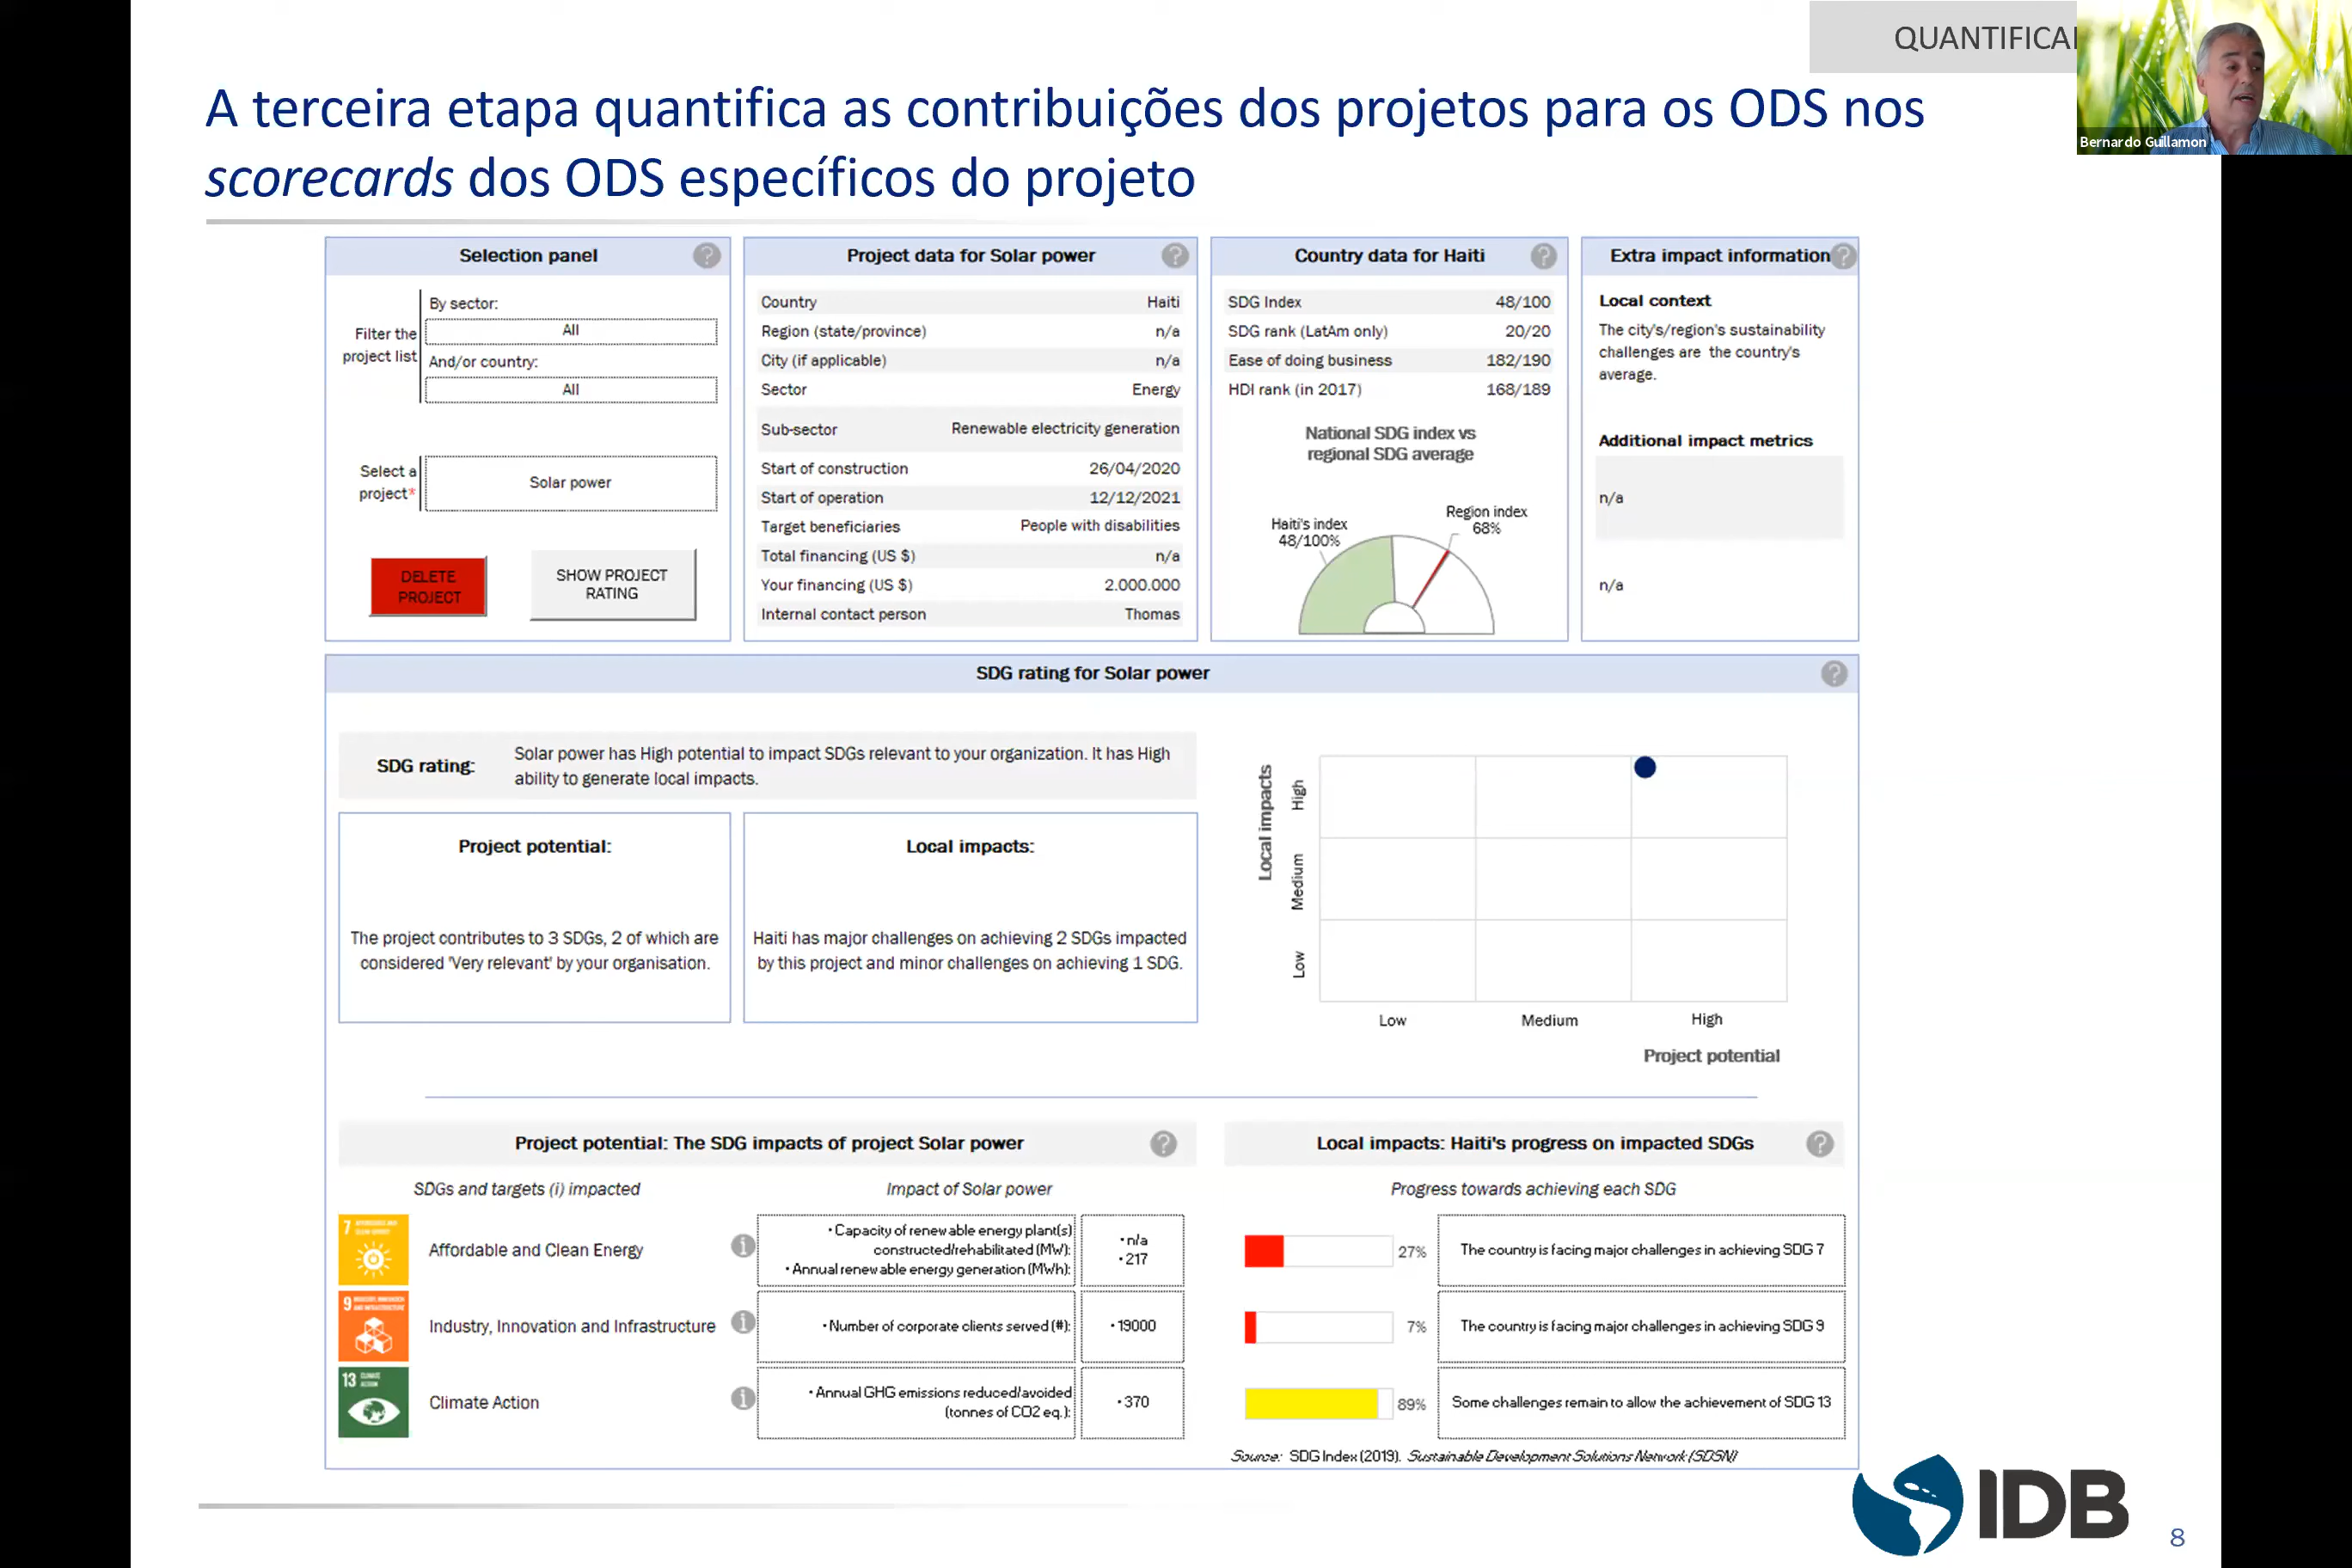 QUANTIFICA
Bernardo Guillamon
A terceira etapa quantifica as contribuições dos projetos para os ODS nos
scorecards dos ODS específicos do projeto
Selection panel
?
Filter the
project list
By sector:
All
And/or country:
All
Select a
project*
Solar power
DELETE
PROJECT
SHOW PROJECT
RATING
Project data for Solar power
?
Country Haiti
Region (state/province) n/a
City (if applicable) n/a
Sector Energy
Sub-sector Renewable electricity generation
Start of construction 26/04/2020
Start of operation 12/12/2021
Target beneficiaries People with disabilities
Total financing (US $) n/a
Your financing (US $) 2.000.000
Internal contact person Thomas
Country data for Haiti
?
SDG Index 48/100
SDG rank (LatAm only) 20/20
Ease of doing business 182/190
HDI rank (in 2017) 168/189
National SDG index vs
regional SDG average
Haiti's index
48/100%
Region index
68%
Extra impact information
?
Local context
The city's/region's sustainability
challenges are the country's
average.
Additional impact metrics
n/a
n/a
SDG rating for Solar power
?
SDG rating:
Solar power has High potential to impact SDGs relevant to your organization. It has High
ability to generate local impacts.
Project potential:
The project contributes to 3 SDGs, 2 of which are
considered 'Very relevant' by your organisation.
Local impacts:
Haiti has major challenges on achieving 2 SDGs impacted
by this project and minor challenges on achieving 1 SDG.
Local impacts
High
Medium
Low
Low Medium High
Project potential
Project potential: The SDG impacts of project Solar power
?
SDGs and targets (i) impacted
Impact of Solar power
7
Affordable and Clean Energy
i
• Capacity of renewable energy plant(s)
constructed/rehabilitated (MW):
• Annual renewable energy generation (MWh):
• n/a
• 217
9
Industry, Innovation and Infrastructure
i
• Number of corporate clients served (#):
• 19000
13 CLIMATE
ACTION
Climate Action
i
• Annual GHG emissions reduced/avoided
(tonnes of CO2 eq.):
• 370
Local impacts: Haiti's progress on impacted SDGs
?
Progress towards achieving each SDG
27%
The country is facing major challenges in achieving SDG 7
7%
The country is facing major challenges in achieving SDG 9
89%
Some challenges remain to allow the achievement of SDG 13
Source: SDG Index (2019). Sustainable Development Solutions Network (SDSN)
IDB
8